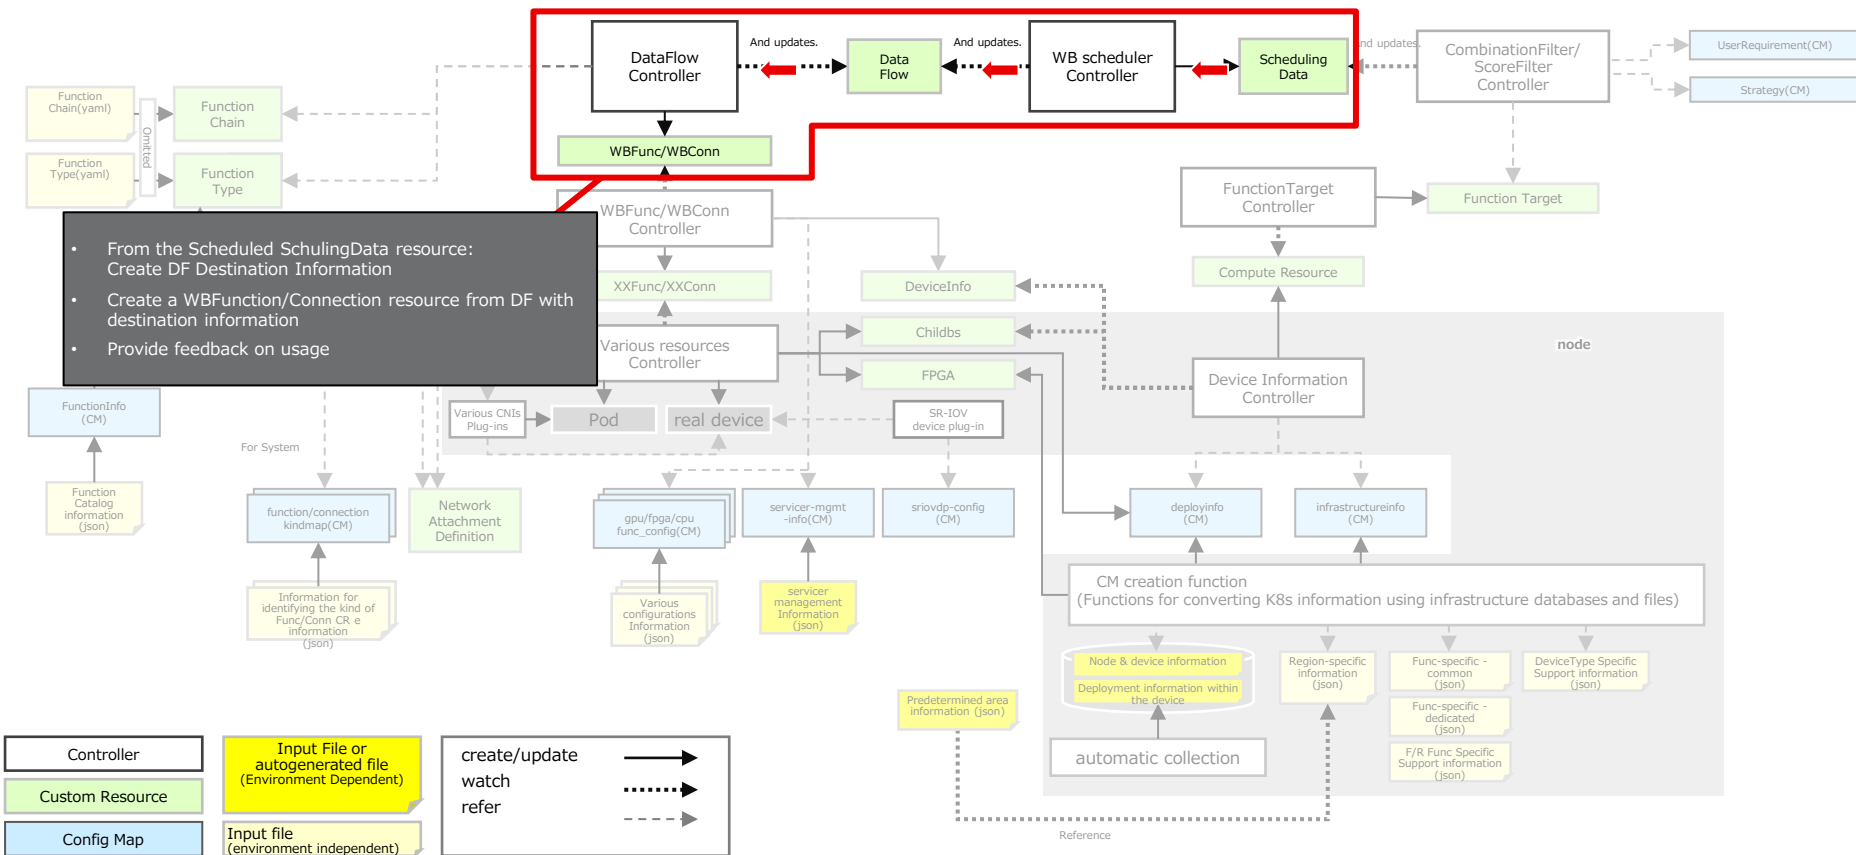 And updates.
And updates.
And updates.
DataFlow
Controller
Data
Flow
WB scheduler
Controller
Scheduling
Data
CombinationFilter/
ScoreFilter
Controller
UserRequirement(CM)
Strategy(CM)
Function
Chain(yaml)
Function
Chain
Omitted
Function
Type(yaml)
Function
Type
WBFunc/WBConn
FunctionTarget
Controller
Function Target
WBFunc/WBConn
Controller
• From the Scheduled SchulingData resource:
Create DF Destination Information
• Create a WBFunction/Connection resource from DF with
destination information
• Provide feedback on usage
XXFunc/XXConn
DeviceInfo
Compute Resource
Various resources
Controller
Childbs
FPGA
node
Device Information
Controller
FunctionInfo
(CM)
Various CNIs
Plug-ins
Pod
real device
SR-IOV
device plug-in
For System
Function
Catalog
information
(json)
function/connection
kindmap(CM)
Network
Attachment
Definition
gpu/fpga/cpu
func_config(CM)
servicer-mgmt
-info(CM)
sriovdp-config
(CM)
deployinfo
(CM)
infrastructureinfo
(CM)
Information for
identifying the kind of
Func/Conn CR e
information
(json)
Various
configurations
Information
(json)
servicer
management
Information
(json)
CM creation function
(Functions for converting K8s information using infrastructure databases and files)
Node & device information
Deployment information within
the device
Region-specific
information
(json)
Func-specific -
common
(json)
DeviceType Specific
Support information
(json)
Predetermined area
information (json)
Func-specific -
dedicated
(json)
automatic collection
F/R Func Specific
Support information
(json)
Reference
Controller
Custom Resource
Config Map
Input File or
autogenerated file
(Environment Dependent)
Input file
(environment independent)
create/update
watch
refer